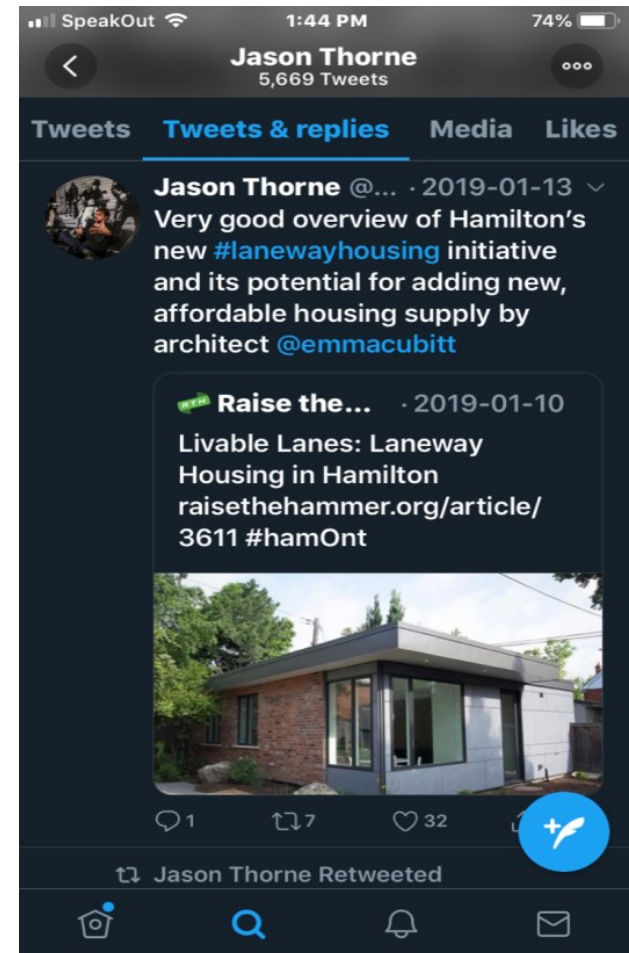 SpeakOut 1:44 PM 74%
Jason Thorne
5,669 Tweets
Tweets Tweets & replies Media Likes
Jason Thorne @... · 2019-01-13
Very good overview of Hamilton's
new #lanewayhousing initiative
and its potential for adding new,
affordable housing supply by
architect @emmacubitt
RTH Raise the... · 2019-01-10
Livable Lanes: Laneway
Housing in Hamilton
raisethehammer.org/article/
3611 #hamOnt
1 7 32
Jason Thorne Retweeted